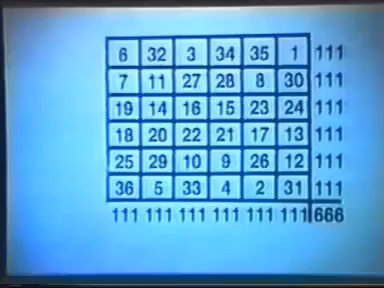 6 32 3 34 35 1 111
7 11 27 28 8 30 111
19 14 16 15 23 24 111
18 20 22 21 17 13 111
25 29 10 9 26 12 111
36 5 33 4 2 31 111
111 111 111 111 111 111 666